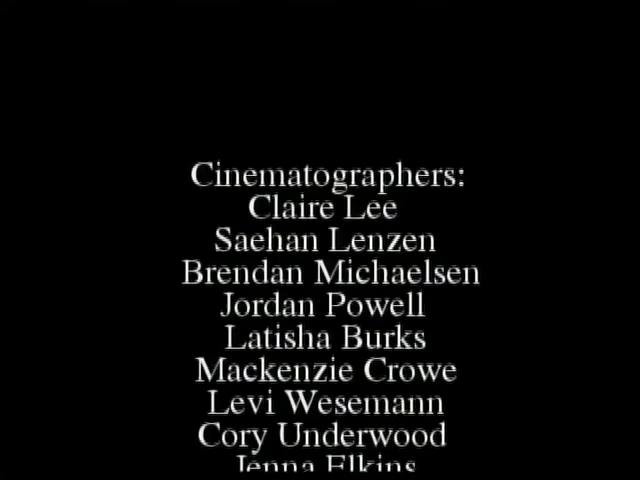 Cinematographers:
Claire Lee
Saehan Lenzen
Brendan Michaelsen
Jordan Powell
Latisha Burks
Mackenzie Crowe
Levi Wesemann
Cory Underwood
Jenna Elkins